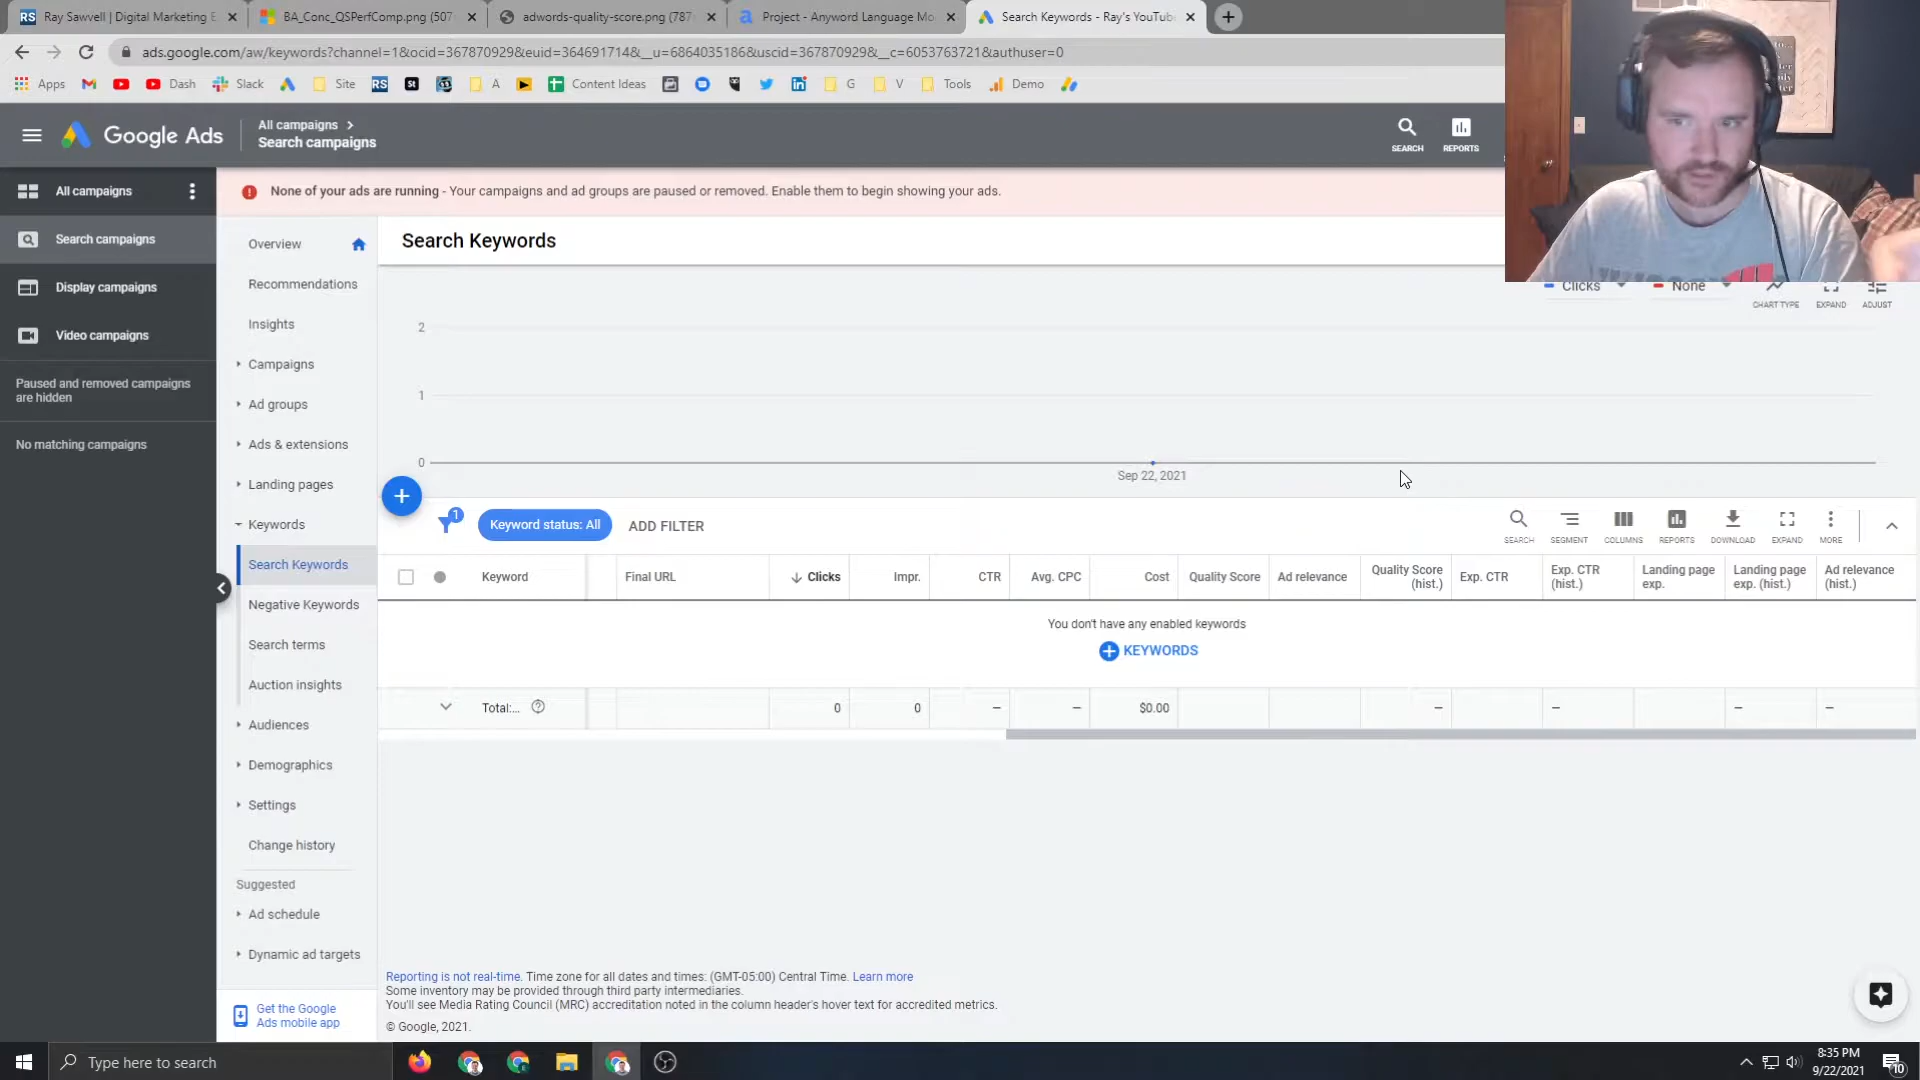 RS Ray Sawyell | Digital Marketing E
BA_Conc_QSPerfComp.png (507
adwords-quality-score.png (787
Project - Anyword Language Mo
Search Keywords - Ray's YouTub
ads.google.com/aw/keywords?channel=1&ocid=367870929&euid=364691714&__u=6864035186&uscid=367870929&__c=6053763721&authuser=0
Apps
Dash
Slack
Site
RS
St
A
Content Ideas
G
V
Tools
Demo
Google Ads
All campaigns
Search campaigns
SEARCH
REPORTS
All campaigns
Search campaigns
Display campaigns
Video campaigns
Paused and removed campaigns
are hidden
No matching campaigns
None of your ads are running - Your campaigns and ad groups are paused or removed. Enable them to begin showing your ads.
Overview
Recommendations
Insights
Campaigns
Ad groups
Ads & extensions
Landing pages
Keywords
Search Keywords
Negative Keywords
Search terms
Auction insights
Audiences
Demographics
Settings
Change history
Suggested
Ad schedule
Dynamic ad targets
Get the Google
Ads mobile app
Search Keywords
Clicks
None
CHART TYPE
EXPAND
ADJUST
2
1
0
Sep 22, 2021
1
Keyword status: All
ADD FILTER
SEARCH
SEGMENT
COLUMNS
REPORTS
DOWNLOAD
EXPAND
MORE
Keyword
Final URL
Clicks
Impr.
CTR
Avg. CPC
Cost
Quality Score
Ad relevance
Quality Score
(hist.)
Exp. CTR
Exp. CTR
(hist.)
Landing page
exp.
Landing page
exp. (hist.)
Ad relevance
(hist.)
You don't have any enabled keywords
KEYWORDS
Total:...
0
0
–
–
$0.00
–
–
–
–
Reporting is not real-time. Time zone for all dates and times: (GMT-05:00) Central Time. Learn more
Some inventory may be provided through third party intermediaries.
You'll see Media Rating Council (MRC) accreditation noted in the column header's hover text for accredited metrics.
© Google, 2021.
Type here to search
8:35 PM
9/22/2021
10